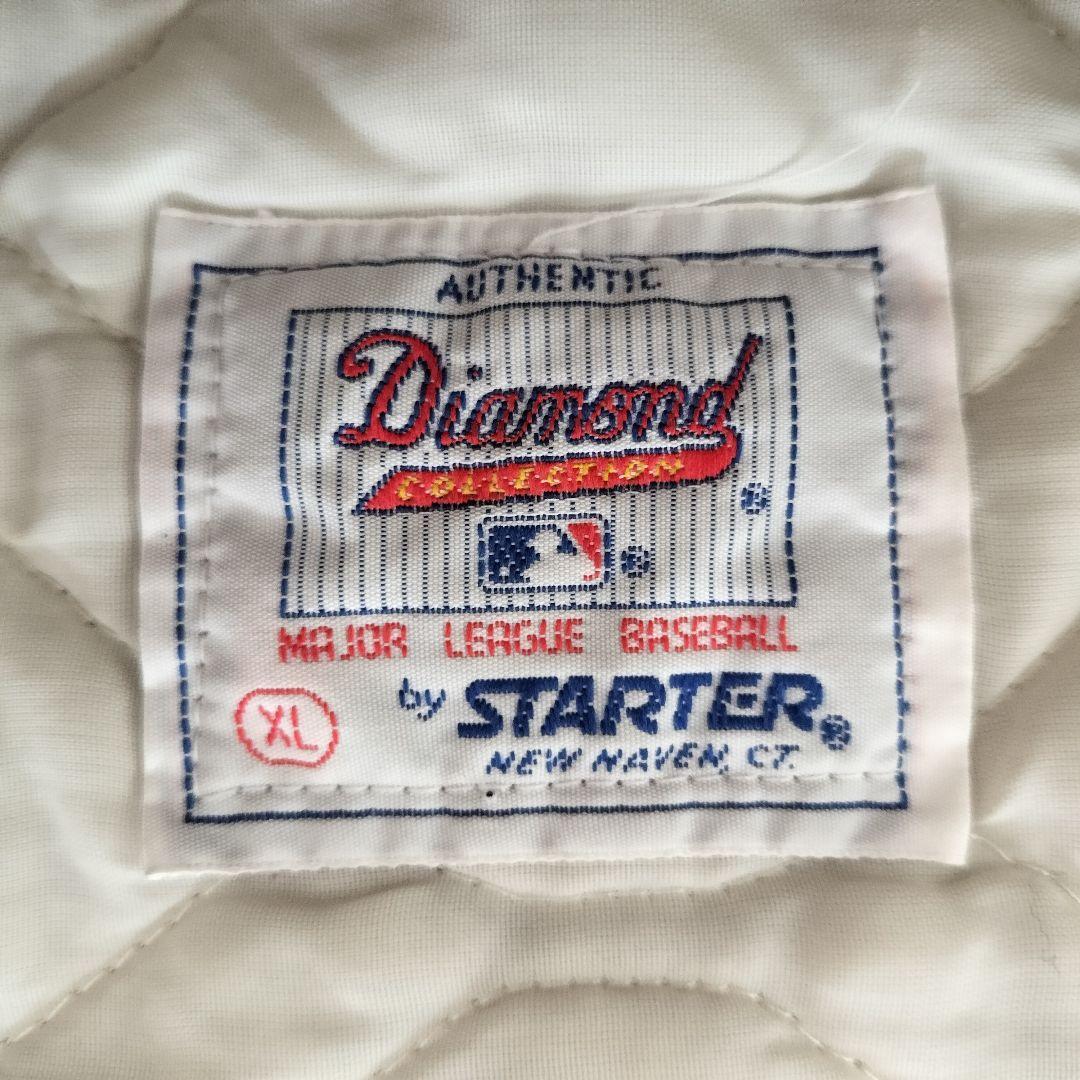 AUTHENTIC
Diamond
COLLECTION ®
®
MAJOR LEAGUE BASEBALL
XL
by STARTER®
NEW HAVEN, CT.